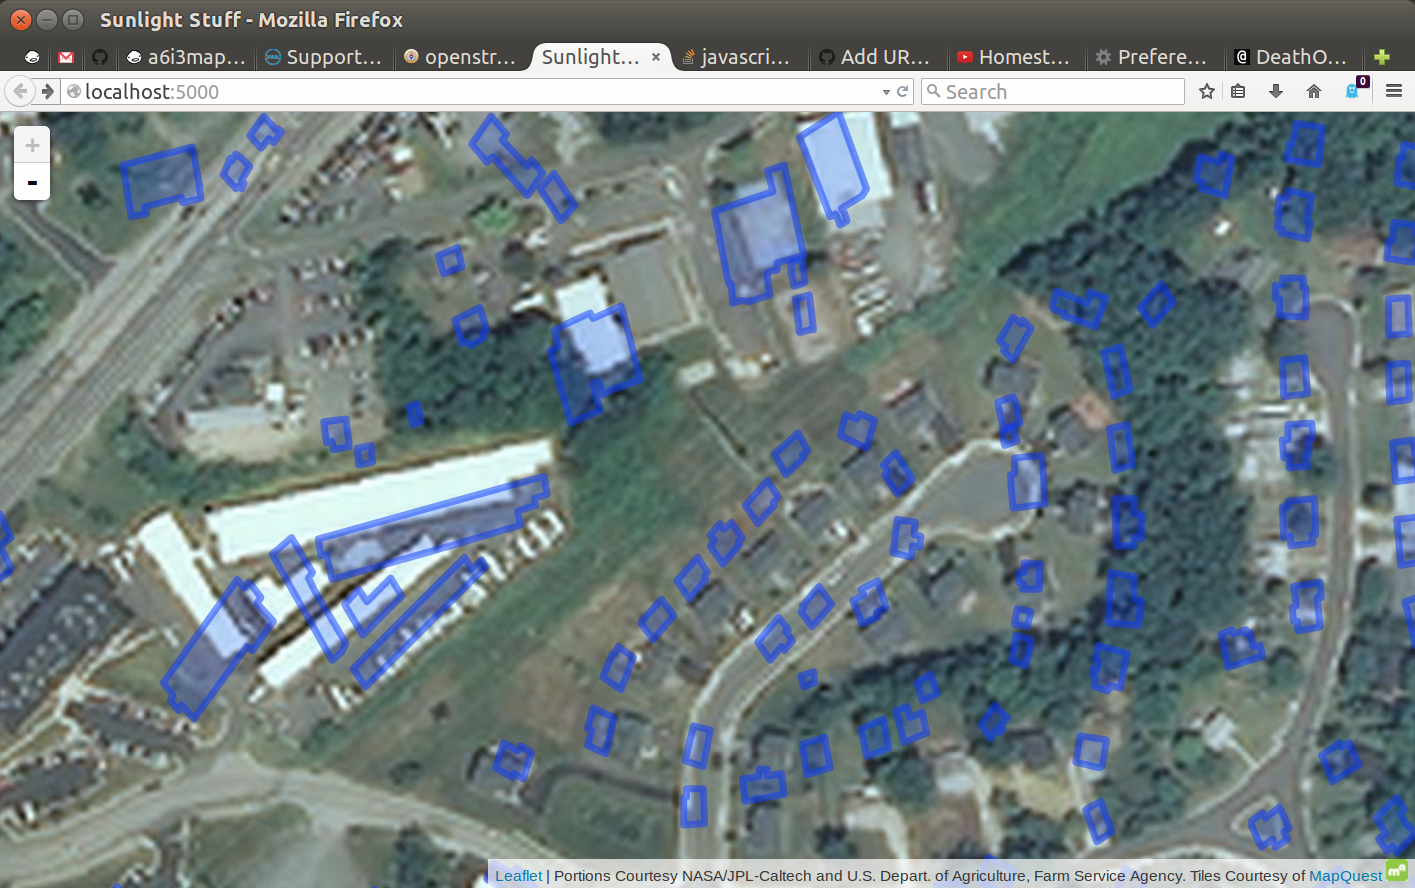 Sunlight Stuff - Mozilla Firefox
a6i3map... Support... openstr... Sunlight... javascri... Add UR... Homest... Prefere... @ DeathO...
localhost:5000 Search 0
+
-
Leaflet | Portions Courtesy NASA/JPL-Caltech and U.S. Depart. of Agriculture, Farm Service Agency. Tiles Courtesy of MapQuest